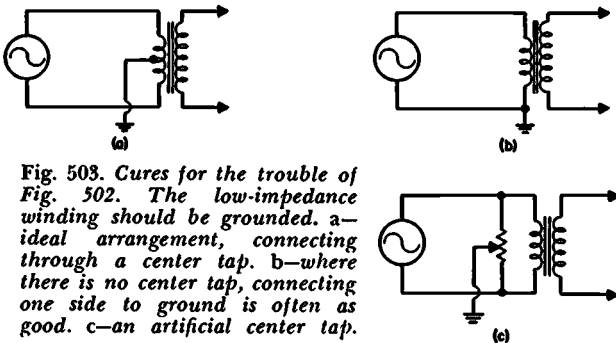 (a)
(b)
Fig. 503. Cures for the trouble of
Fig. 502. The low-impedance
winding should be grounded. a—
ideal arrangement, connecting
through a center tap. b—where
there is no center tap, connecting
one side to ground is often as
good. c—an artificial center tap.
(c)